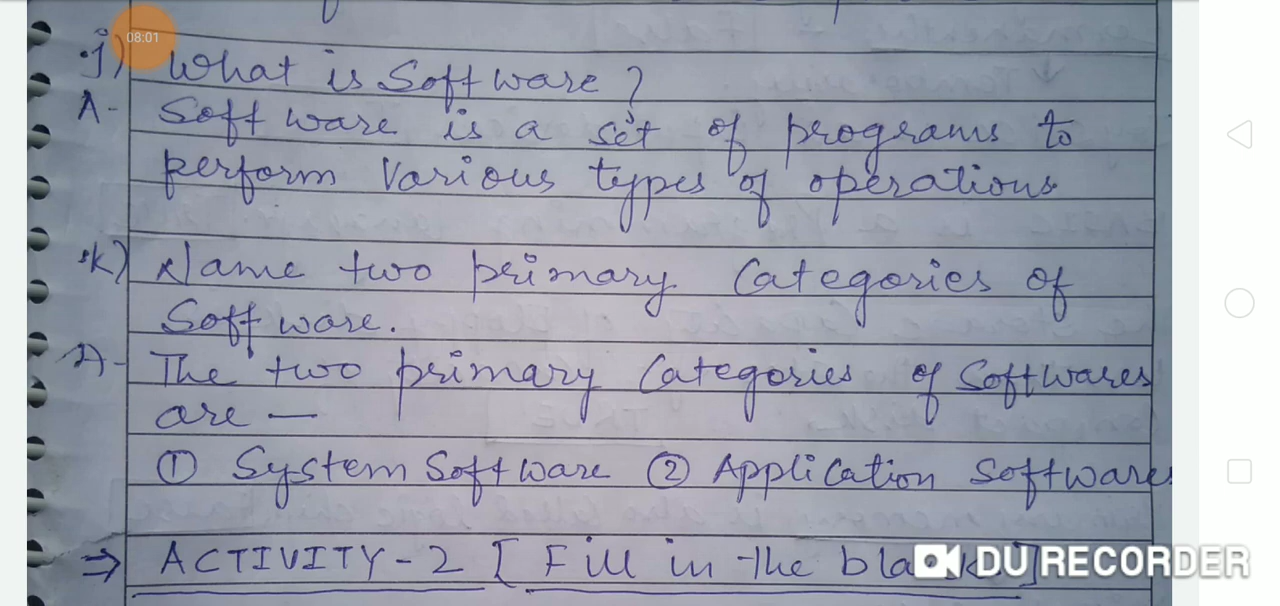 08:01
j) What is Software?
A- Software is a set of programs to
perform Various types of operations.
k) Name two primary Categories of
Software.
A- The two primary Categories of Softwares
are —
① System Software ② Application Softwares
⇒ ACTIVITY-2 [Fill in the blanks]
DU RECORDER